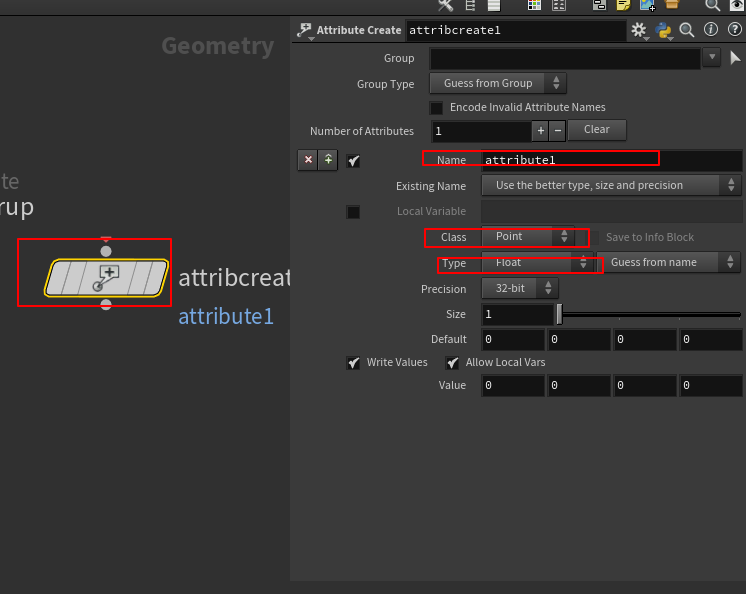 Geometry
Attribute Create attribcreate1
Group
Group Type Guess from Group
Encode Invalid Attribute Names
Number of Attributes 1 + − Clear
Name attribute1
Existing Name Use the better type, size and precision
te
rup
Local Variable
Class Point Save to Info Block
Type Float Guess from name
attribcreat
Precision 32-bit
attribute1
Size 1
Default 0 0 0 0
Write Values Allow Local Vars
Value 0 0 0 0